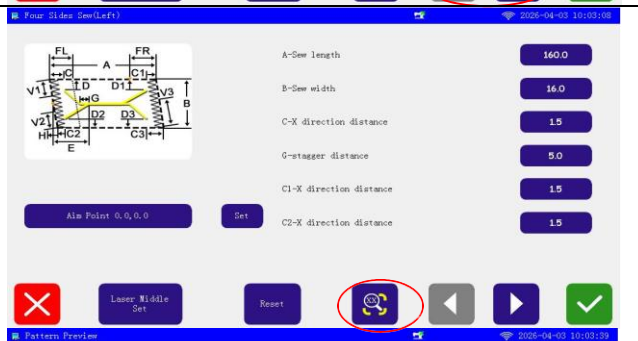 Four Sides Sew(Left) 2026-04-03 10:03:08
FL FR
A
C C1
V1 D D1 V3
G B
V2 D2 D3
H C2 C3
E
A-Sew length 160.0
B-Sew width 16.0
C-X direction distance 1.5
G-stagger distance 5.0
C1-X direction distance 1.5
Aim Point 0.0,0.0 Set C2-X direction distance 1.5
Laser Middle
Set
Reset
XX
Pattern Preview 2026-04-03 10:03:39